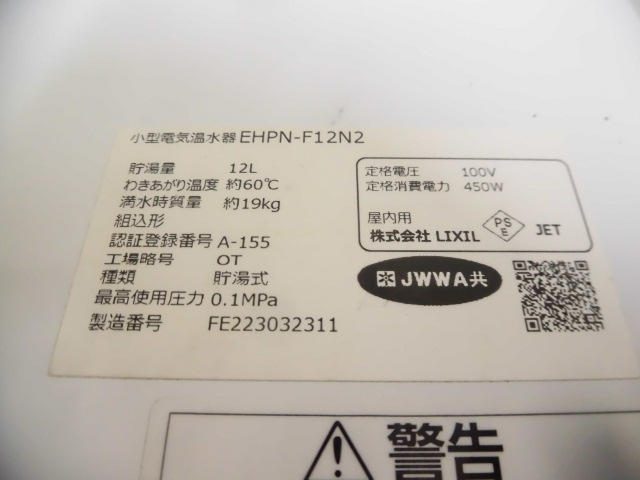 小型電気温水器 EHPN-F12N2
貯湯量 12L
わきあがり温度 約60℃
満水時質量 約19kg
組込形
認証登録番号 A-155
工場略号 OT
種類 貯湯式
最高使用圧力 0.1MPa
製造番号 FE223032311
定格電圧 100V
定格消費電力 450W
屋内用
株式会社 LIXIL
PS
E
JET
JWWA共
警告